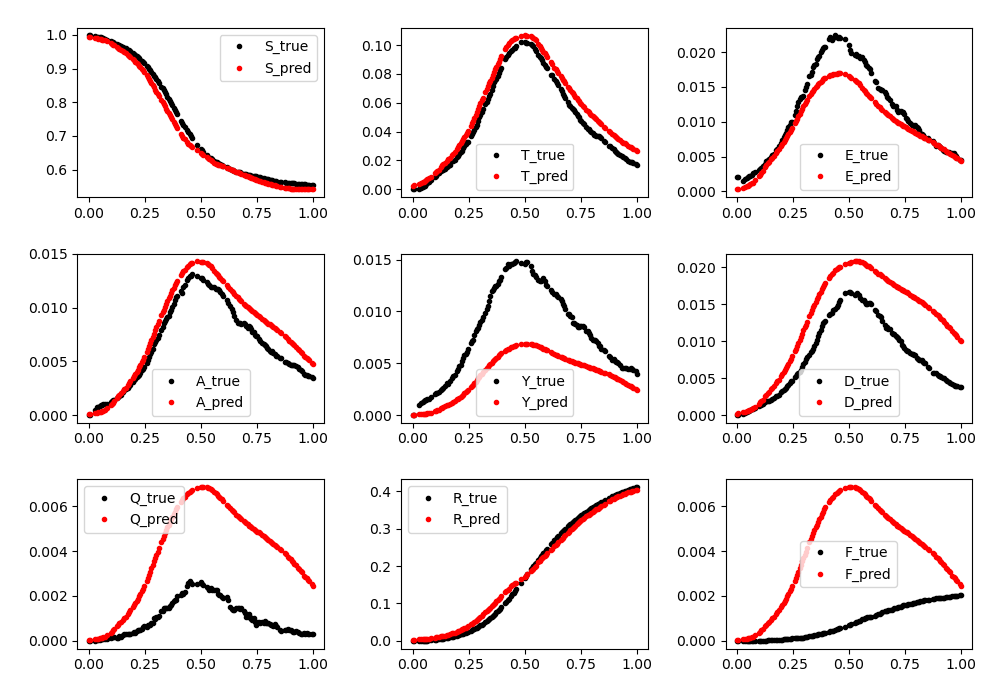 1.0
0.9
0.8
0.7
0.6
S_true
S_pred
0.00 0.25 0.50 0.75 1.00
0.10
0.08
0.06
0.04
0.02
0.00
T_true
T_pred
0.00 0.25 0.50 0.75 1.00
0.020
0.015
0.010
0.005
0.000
E_true
E_pred
0.00 0.25 0.50 0.75 1.00
0.015
0.010
0.005
0.000
A_true
A_pred
0.00 0.25 0.50 0.75 1.00
0.015
0.010
0.005
0.000
Y_true
Y_pred
0.00 0.25 0.50 0.75 1.00
0.020
0.015
0.010
0.005
0.000
D_true
D_pred
0.00 0.25 0.50 0.75 1.00
0.006
0.004
0.002
0.000
Q_true
Q_pred
0.00 0.25 0.50 0.75 1.00
0.4
0.3
0.2
0.1
0.0
R_true
R_pred
0.00 0.25 0.50 0.75 1.00
0.006
0.004
0.002
0.000
F_true
F_pred
0.00 0.25 0.50 0.75 1.00